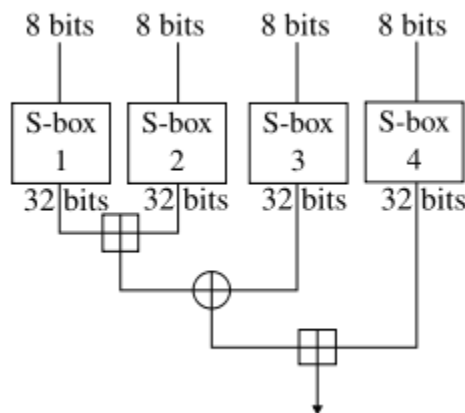 8 bits 8 bits 8 bits 8 bits
S-box S-box S-box S-box
1 2 3 4
32 bits 32 bits 32 bits 32 bits